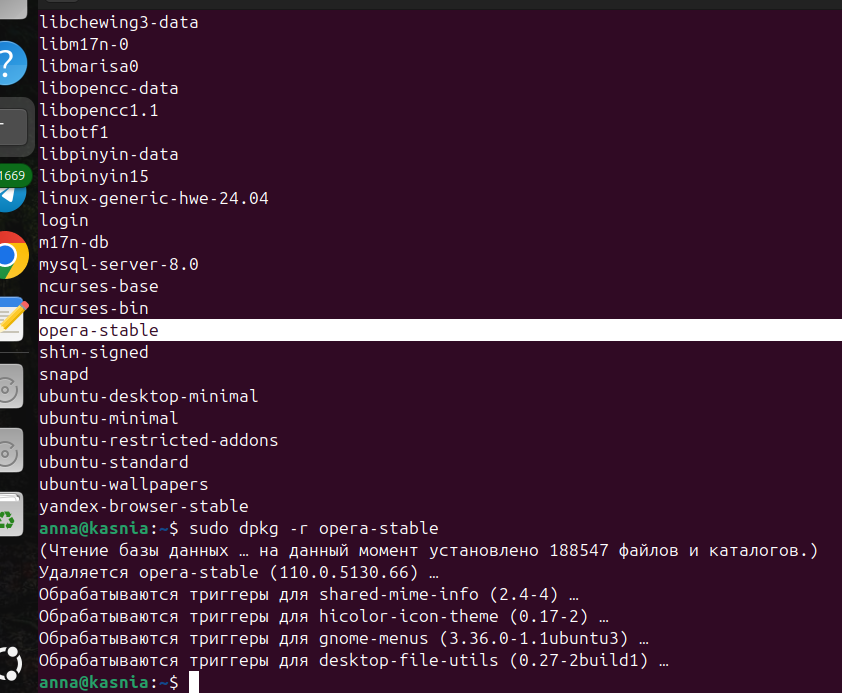 libchewing3-data
libm17n-0
libmarisa0
libopencc-data
libopencc1.1
libotf1
libpinyin-data
libpinyin15
linux-generic-hwe-24.04
login
m17n-db
mysql-server-8.0
ncurses-base
ncurses-bin
opera-stable
shim-signed
snapd
ubuntu-desktop-minimal
ubuntu-minimal
ubuntu-restricted-addons
ubuntu-standard
ubuntu-wallpapers
yandex-browser-stable
anna@kasnia:~$ sudo dpkg -r opera-stable
(Чтение базы данных … на данный момент установлено 188547 файлов и каталогов.)
Удаляется opera-stable (110.0.5130.66) …
Обрабатываются триггеры для shared-mime-info (2.4-4) …
Обрабатываются триггеры для hicolor-icon-theme (0.17-2) …
Обрабатываются триггеры для gnome-menus (3.36.0-1.1ubuntu3) …
Обрабатываются триггеры для desktop-file-utils (0.27-2build1) …
anna@kasnia:~$
?
1669